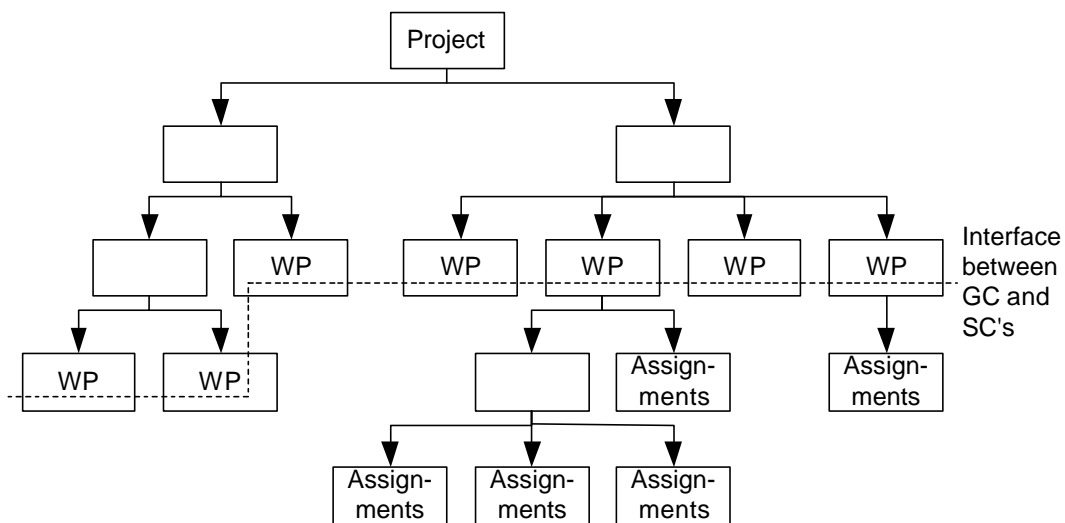 Project
WP
WP
WP
WP
WP
Interface
between
GC and
SC's
WP
WP
Assign-
ments
Assign-
ments
Assign-
ments
Assign-
ments
Assign-
ments